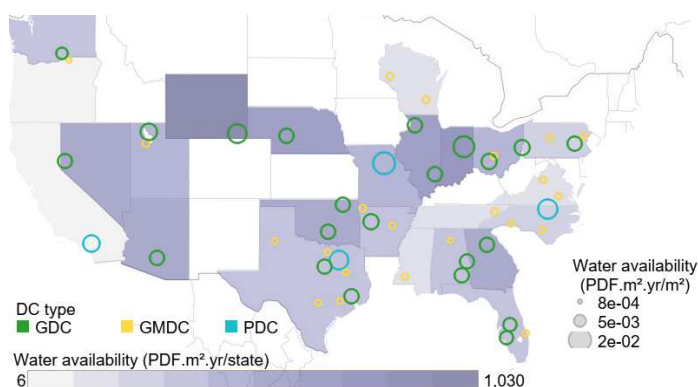 Water availability
(PDF.m².yr/m²)
8e-04
5e-03
2e-02
DC type
GDC
GMDC
PDC
Water availability (PDF.m².yr/state)
6
1.030